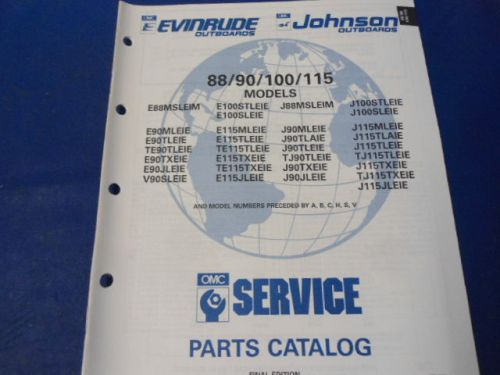 EVINRUDE OUTBOARDS
Johnson OUTBOARDS
88/90/100/115
MODELS
E88MSLEIM E100STLEIE J88MSLEIM J100STLEIE
E100SLEIE J100SLEIE
E90MLEIE E115MLEIE J90MLEIE J115MLEIE
E90TLEIE E115TLEIE J90TLAIE J115TLAIE
TE90TLEIE TE115TLEIE J90TLEIE J115TLEIE
E90TXEIE E115TXEIE TJ90TLEIE TJ115TLEIE
E90JLEIE TE115TXEIE J90TXEIE J115TXEIE
V90SLEIE E115JLEIE J90JLEIE TJ115TXEIE
J115JLEIE
AND MODEL NUMBERS PRECEDED BY A, B, C, H, S, V
OMC
SERVICE
PARTS CATALOG
FINAL EDITION